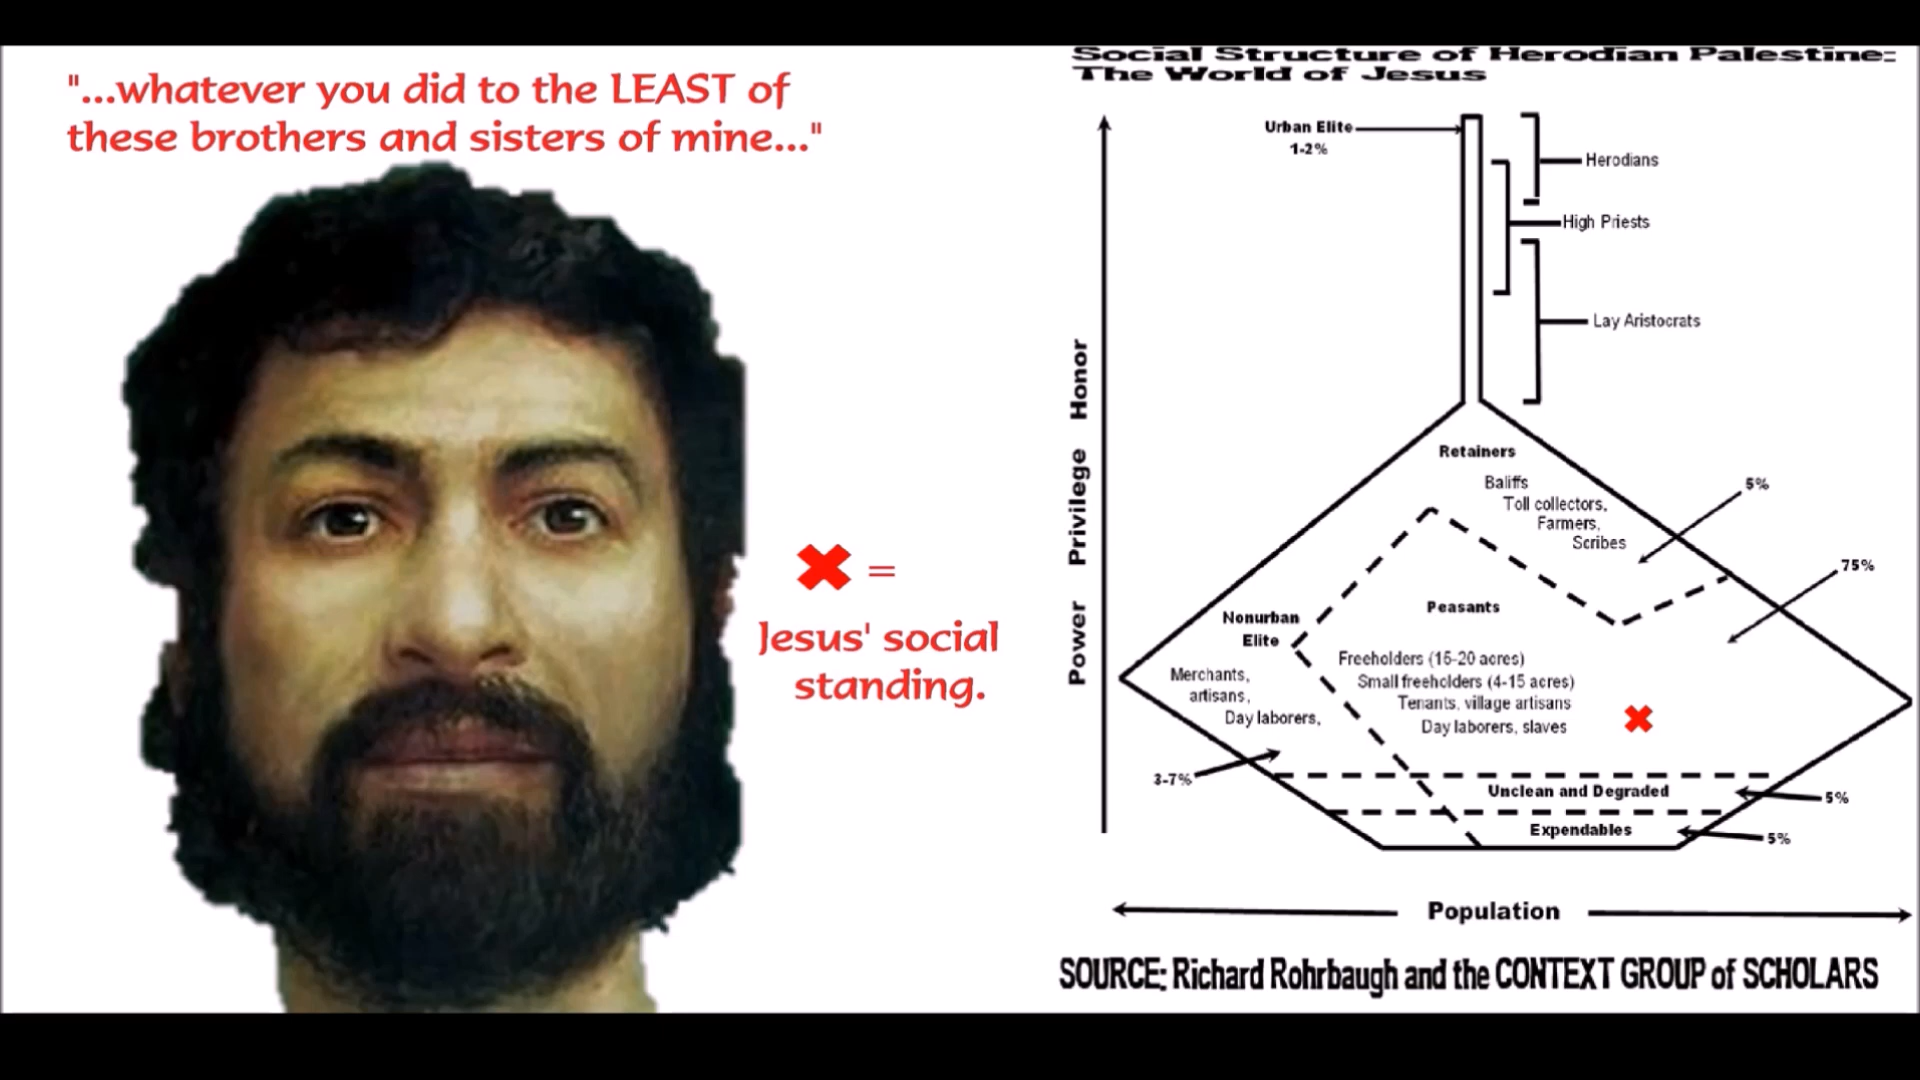 "...whatever you did to the LEAST of
these brothers and sisters of mine..."
✖ =
Jesus' social
standing.
Social Structure of Herodian Palestine:
The World of Jesus
Urban Elite
1-2%
Herodians
High Priests
Lay Aristocrats
Power Privilege Honor
Retainers
Baliffs
Toll collectors,
Farmers,
Scribes
5%
75%
Peasants
Nonurban
Elite
Freeholders (15-20 acres)
Small freeholders (4-15 acres)
Tenants, village artisans
Day laborers, slaves
Merchants,
artisans,
Day laborers,
3-7%
Unclean and Degraded
5%
Expendables
5%
Population
SOURCE: Richard Rohrbaugh and the CONTEXT GROUP of SCHOLARS